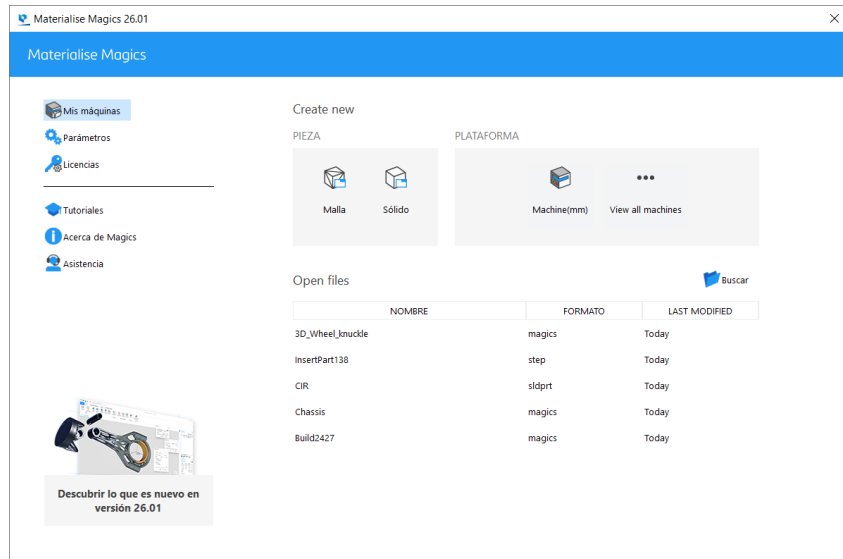 Materialise Magics 26.01
Materialise Magics
Mis máquinas
Parámetros
Licencias
Tutoriales
Acerca de Magics
Asistencia
Descubrir lo que es nuevo en
versión 26.01
Create new
PIEZA
Malla
Sólido
PLATAFORMA
Machine(mm)
View all machines
Open files
Buscar
NOMBRE FORMATO LAST MODIFIED
3D_Wheel_knuckle magics Today
InsertPart138 step Today
CIR sldprt Today
Chassis magics Today
Build2427 magics Today